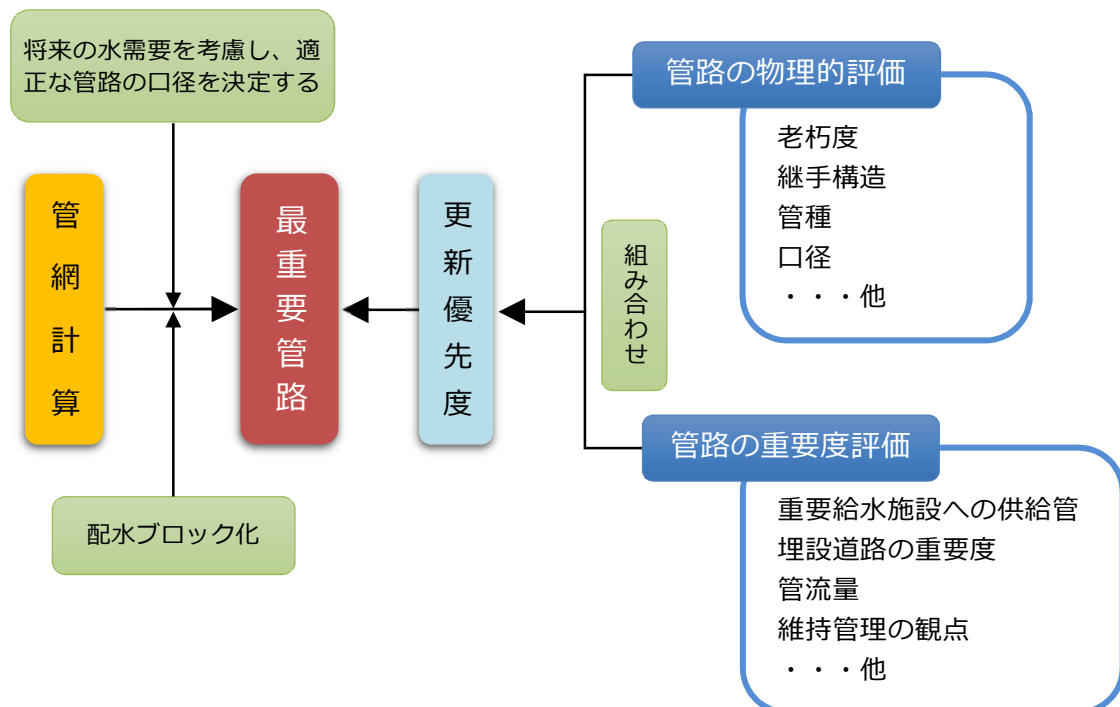 将来の水需要を考慮し、適
正な管路の口径を決定する
管網計算
最重要管路
更新優先度
配水ブロック化
組み合わせ
管路の物理的評価
老朽度
継手構造
管種
口径
・・・他
管路の重要度評価
重要給水施設への供給管
埋設道路の重要度
管流量
維持管理の観点
・・・他